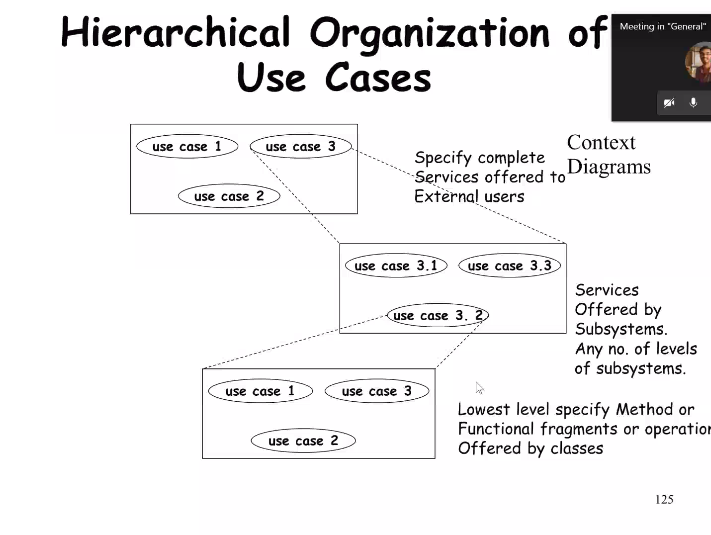 Hierarchical Organization of
Use Cases
Meeting in "General"
use case 1
use case 3
use case 2
Specify complete
Services offered to
External users
Context
Diagrams
use case 3.1
use case 3.3
use case 3. 2
Services
Offered by
Subsystems.
Any no. of levels
of subsystems.
use case 1
use case 3
use case 2
Lowest level specify Method or
Functional fragments or operation
Offered by classes
125